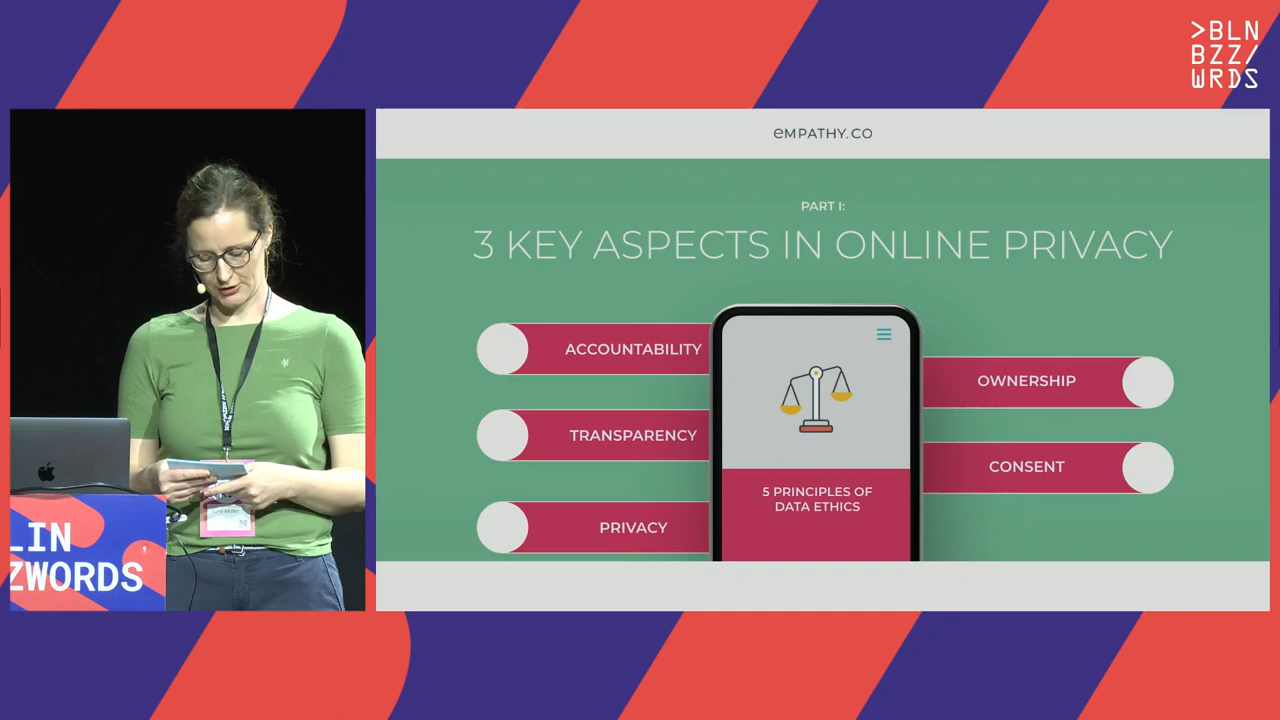 >BLN
BZZ/
WRDS
eMPATHY.CO
PART I:
3 KEY ASPECTS IN ONLINE PRIVACY
ACCOUNTABILITY
TRANSPARENCY
PRIVACY
OWNERSHIP
CONSENT
5 PRINCIPLES OF
DATA ETHICS
LIN
ZWORDS